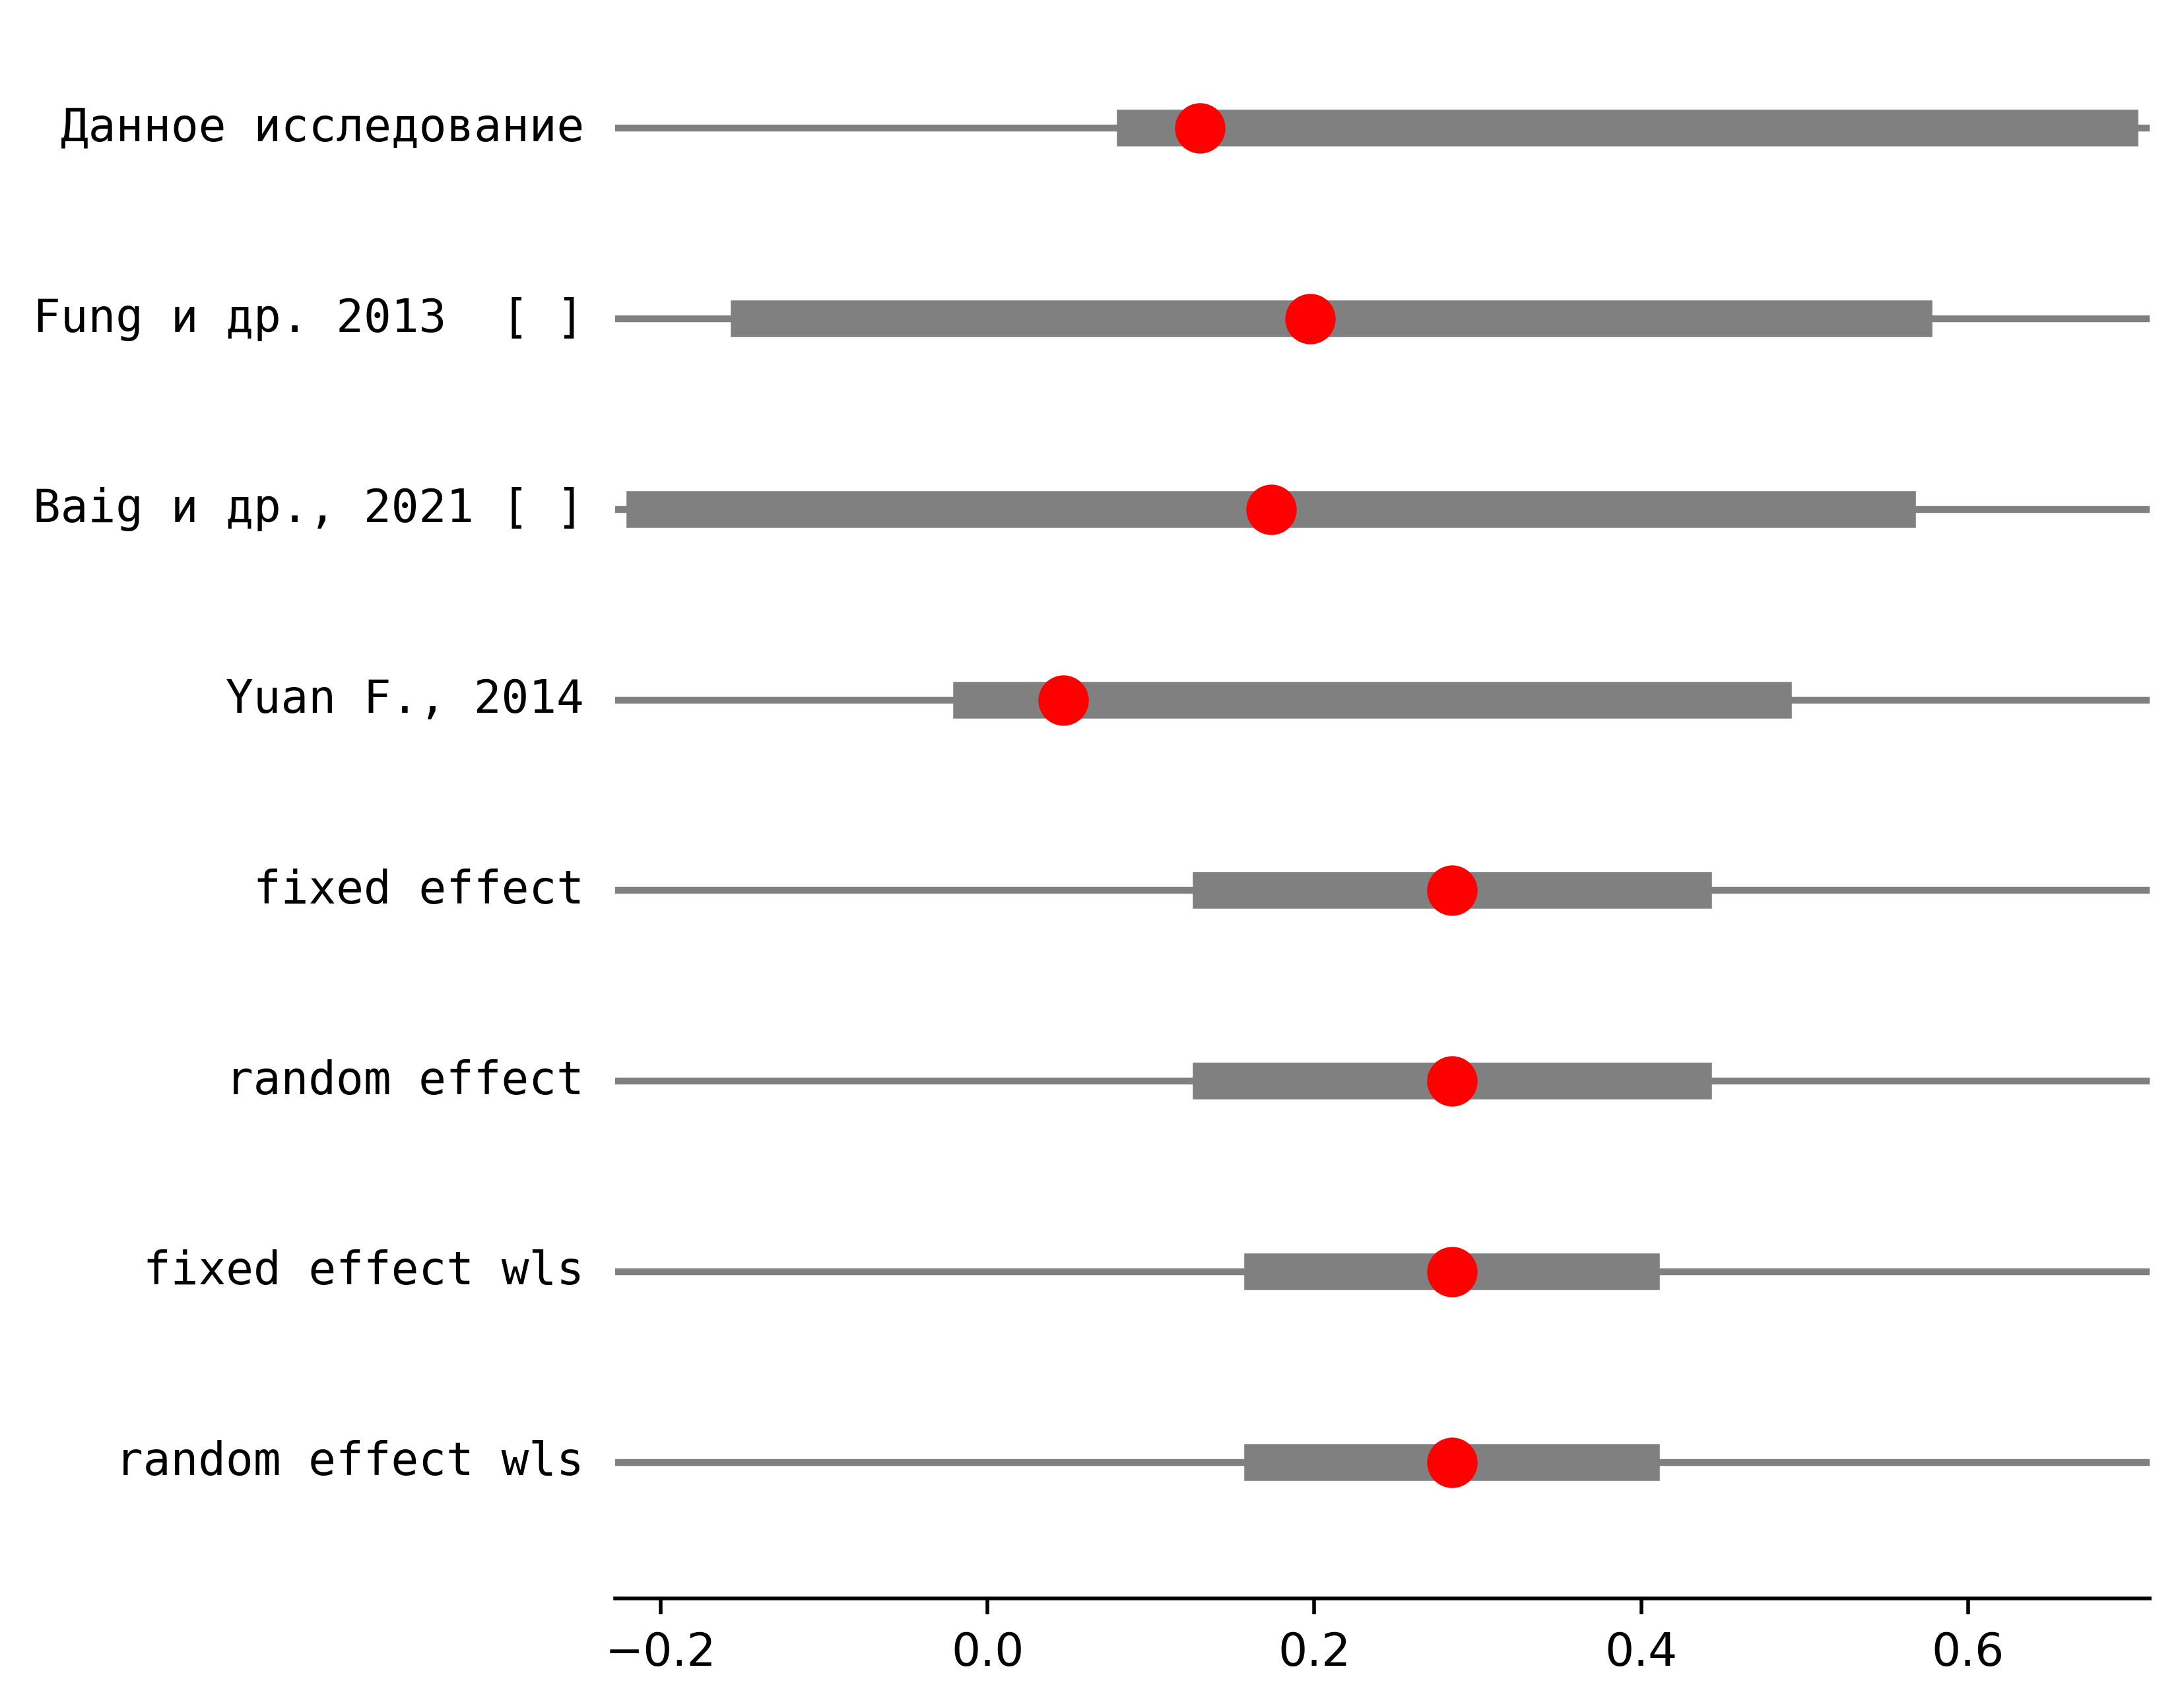 Данное исследование
Fung и др. 2013  [ ]
Baig и др., 2021 [ ]
Yuan F., 2014
fixed effect
random effect
fixed effect wls
random effect wls
−0.2 0.0 0.2 0.4 0.6